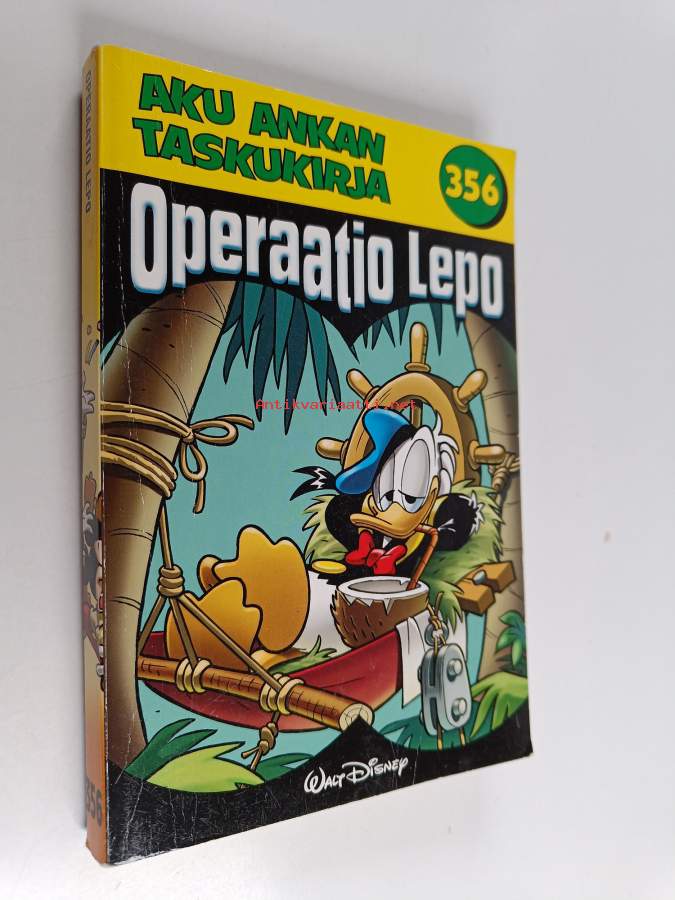 AKU ANKAN
TASKUKIRJA
356
Operaatio Lepo
Antikvariaatti.net
WALT DISNEY
OPERAATIO LEPO
356